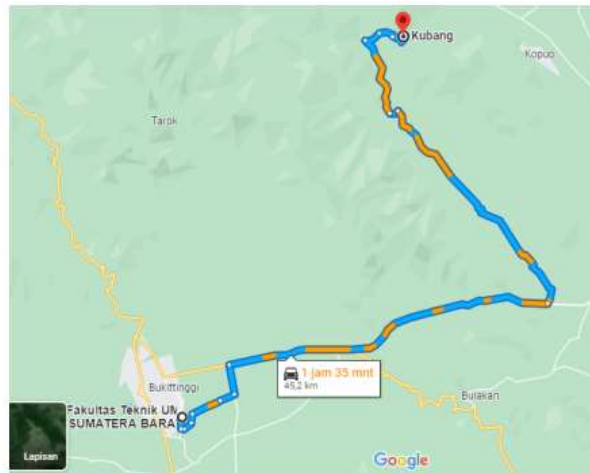 Kubang
Kopuo
Tarok
1 jam 35 mnt
45,2 km
Bukittinggi
Fakultas Teknik UM
SUMATERA BARA
Bulakan
Lapisan
Google